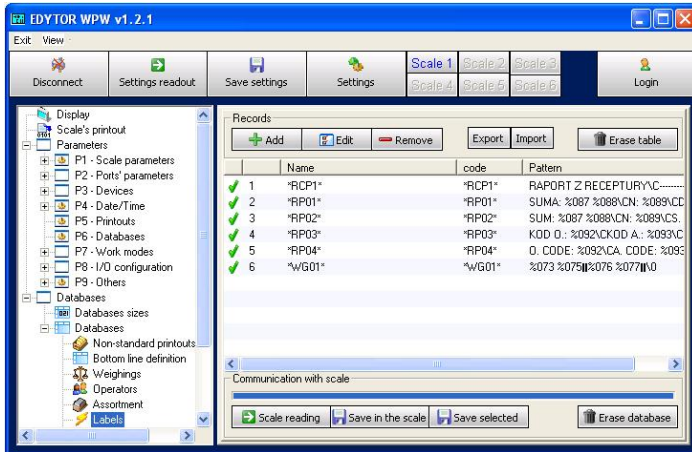 EDYTOR WPW v1.2.1
Exit View
Disconnect
Settings readout
Save settings
Settings
Scale 1 Scale 2 Scale 3
Scale 4 Scale 5 Scale 6
Login
Display
Scale's printout
Parameters
P1 - Scale parameters
P2 - Ports' parameters
P3 - Devices
P4 - Date/Time
P5 - Printouts
P6 - Databases
P7 - Work modes
P8 - I/O configuration
P9 - Others
Databases
Databases sizes
Databases
Non-standard printouts
Bottom line definition
Weighings
Operators
Assortment
Labels
Records
Add Edit Remove Export Import Erase table
Name code Pattern
1 *RCP1* *RCP1* RAPORT Z RECEPTURY\C--------
2 *RP01* *RP01* SUMA: %087 %088\CN: %089\CD
3 *RP02* *RP02* SUM: %087 %088\CN: %089\CS.
4 *RP03* *RP03* KOD O.: %092\CKOD A.: %093\C
5 *RP04* *RP04* O. CODE: %092\CA. CODE: %093
6 *WG01* *WG01* %073 %075||%076 %077||\0
Communication with scale
Scale reading Save in the scale Save selected Erase database